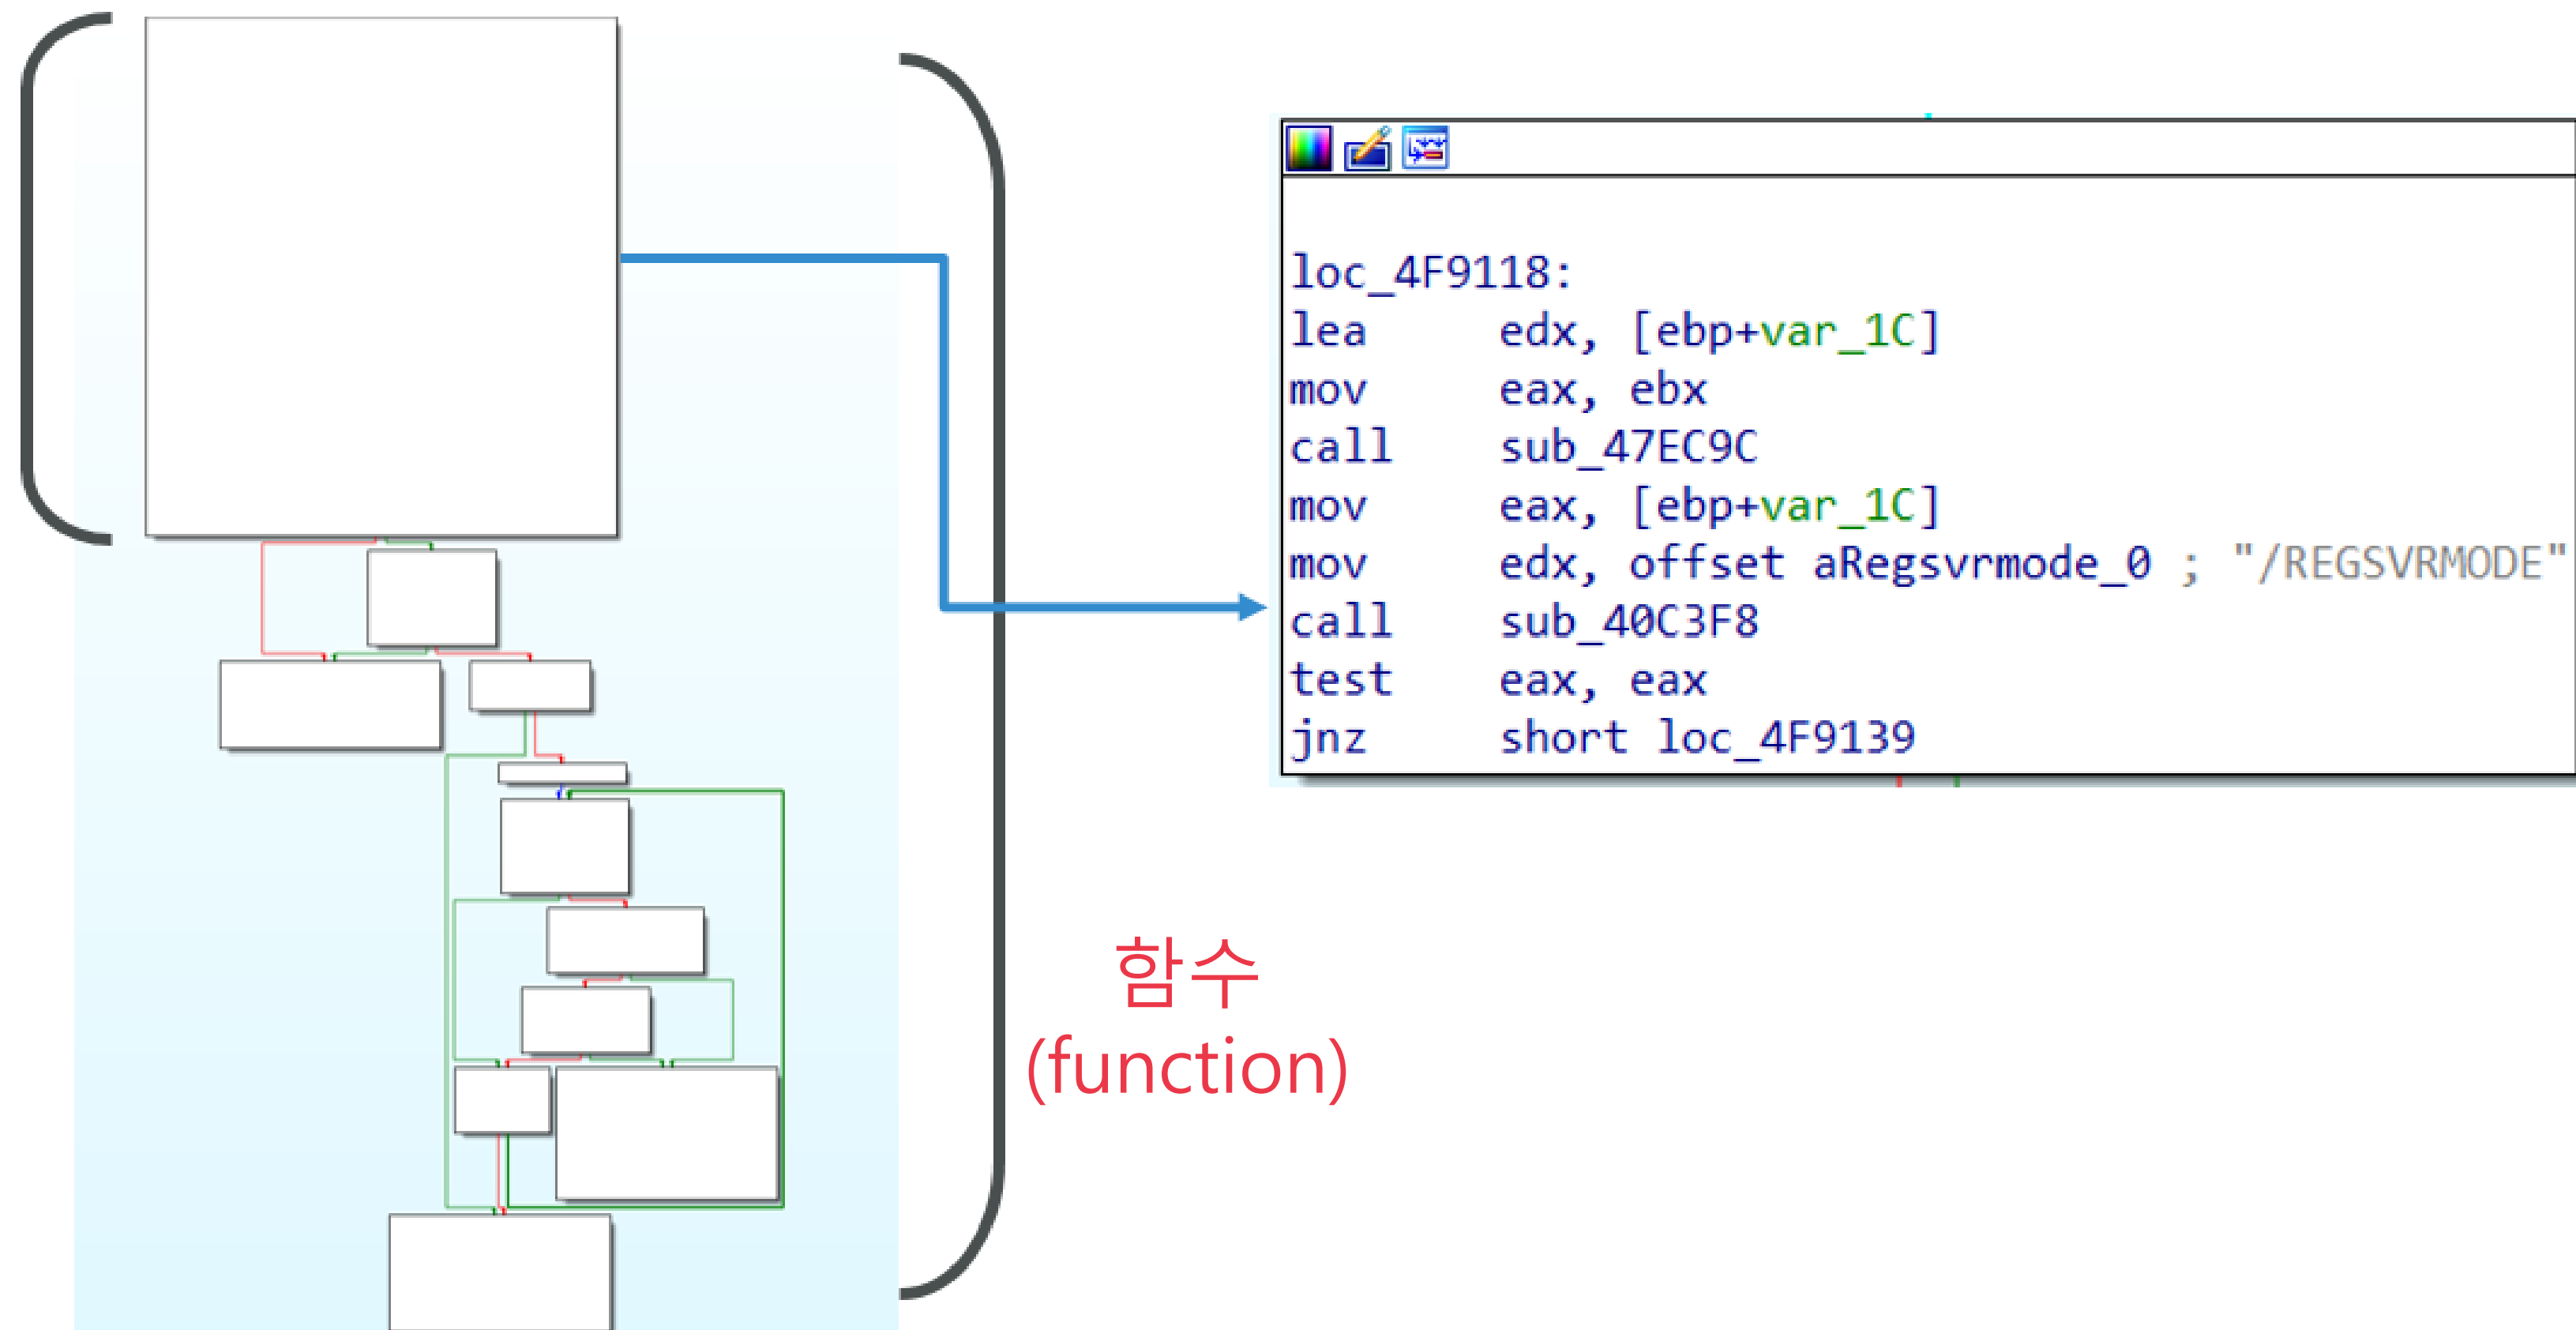 loc_4F9118:
lea edx, [ebp+var_1C]
mov eax, ebx
call sub_47EC9C
mov eax, [ebp+var_1C]
mov edx, offset aRegsvrmode_0 ; "/REGSVRMODE"
call sub_40C3F8
test eax, eax
jnz short loc_4F9139
함수
(function)